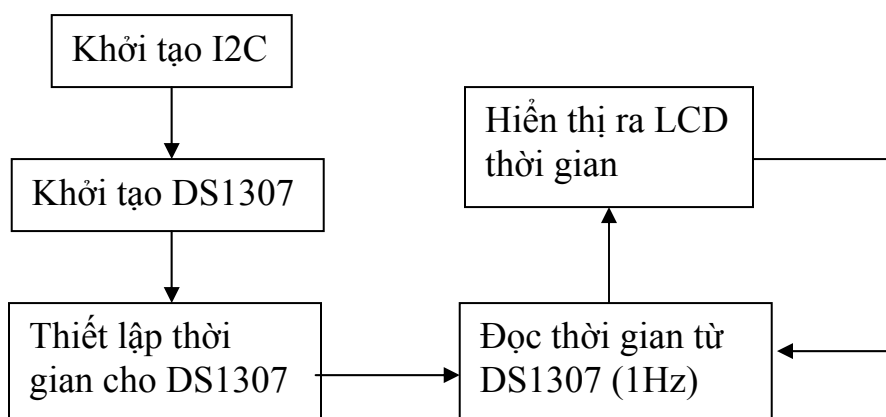 Khởi tạo I2C
Khởi tạo DS1307
Thiết lập thời
gian cho DS1307
Đọc thời gian từ
DS1307 (1Hz)
Hiển thị ra LCD
thời gian